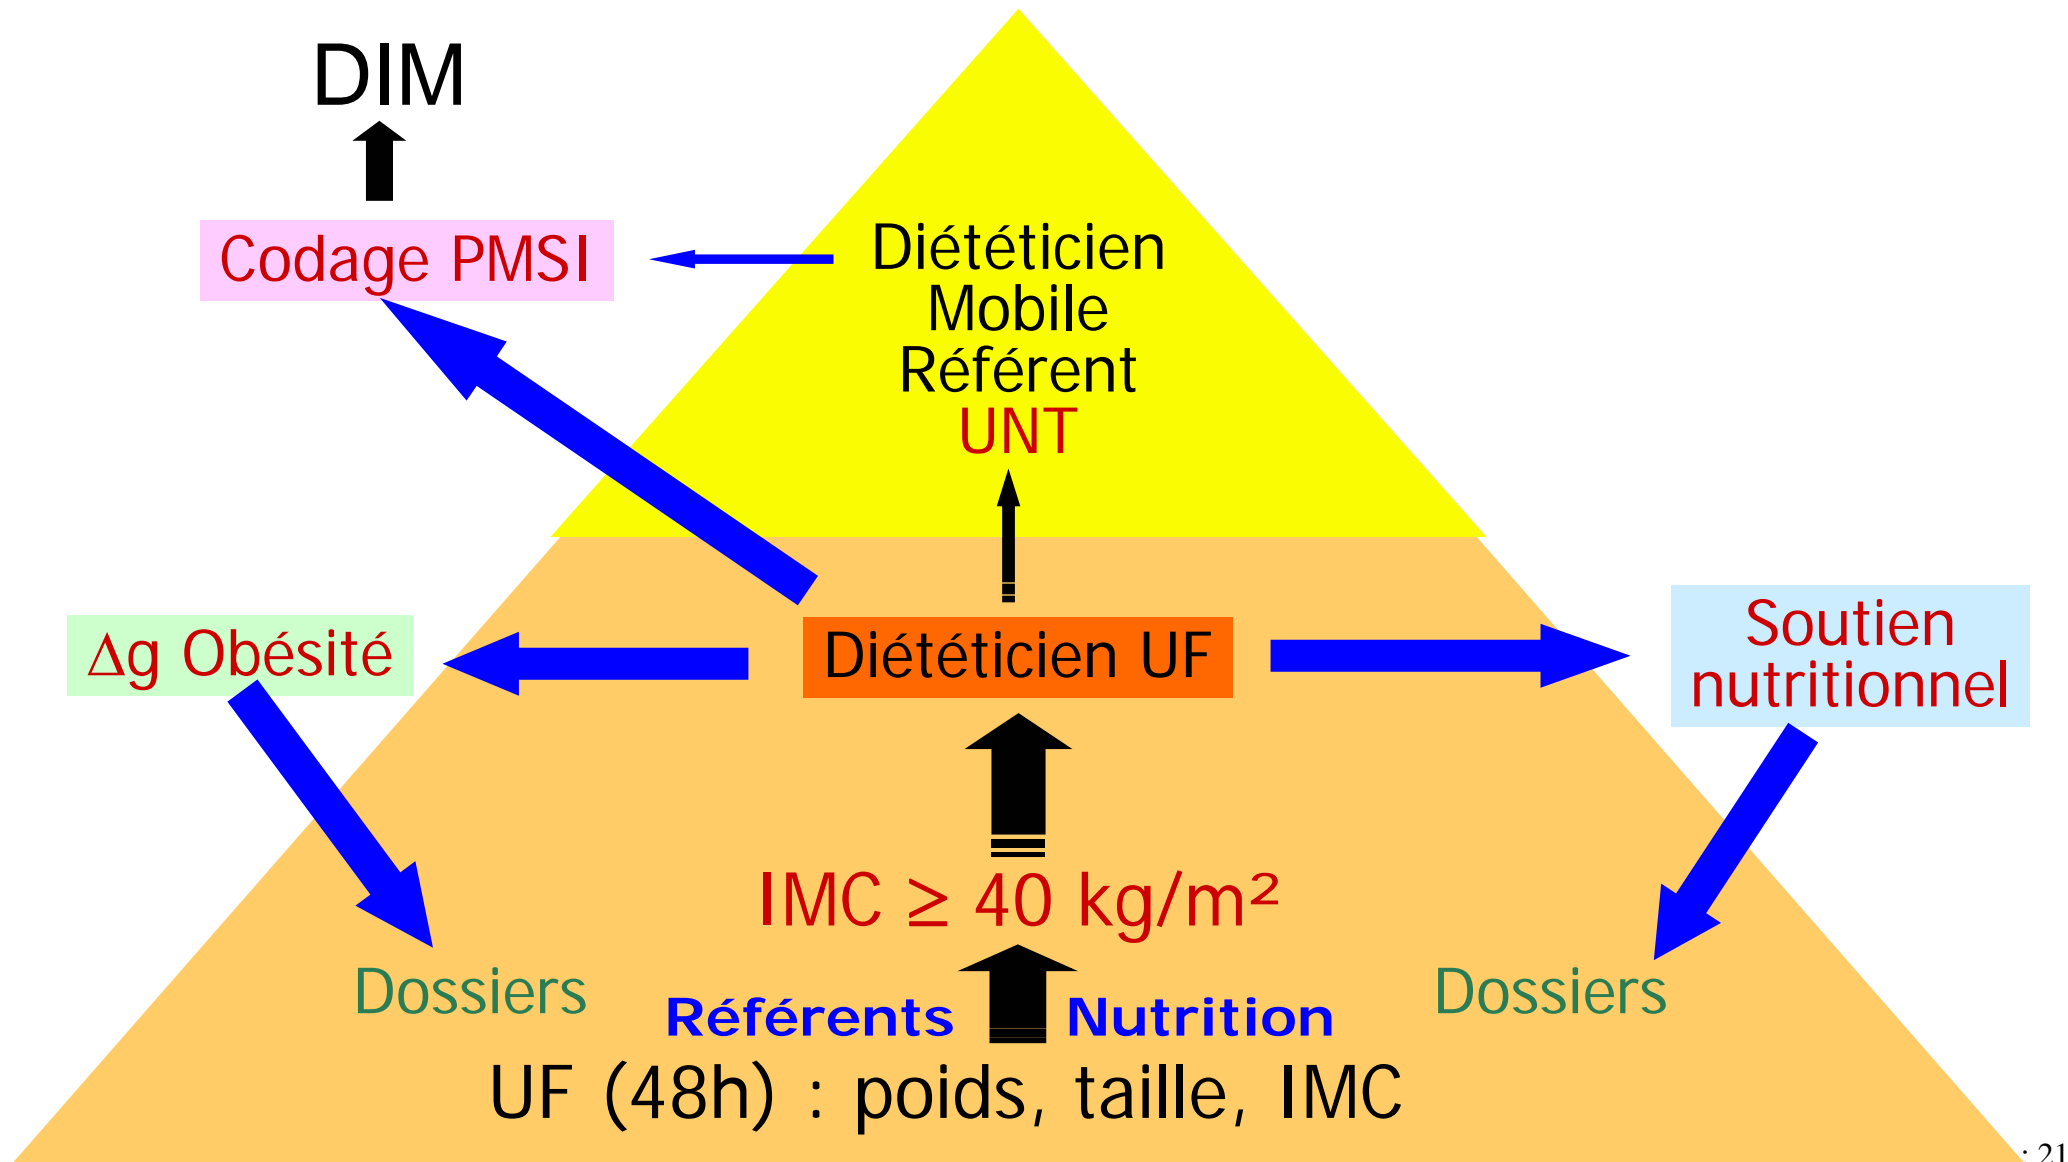 DIM
Codage PMSI
Diététicien
Mobile
Référent
UNT
Δg Obésité
Diététicien UF
Soutien
nutritionnel
IMC ≥ 40 kg/m²
Dossiers
Référents Nutrition
Dossiers
UF (48h) : poids, taille, IMC
: 21